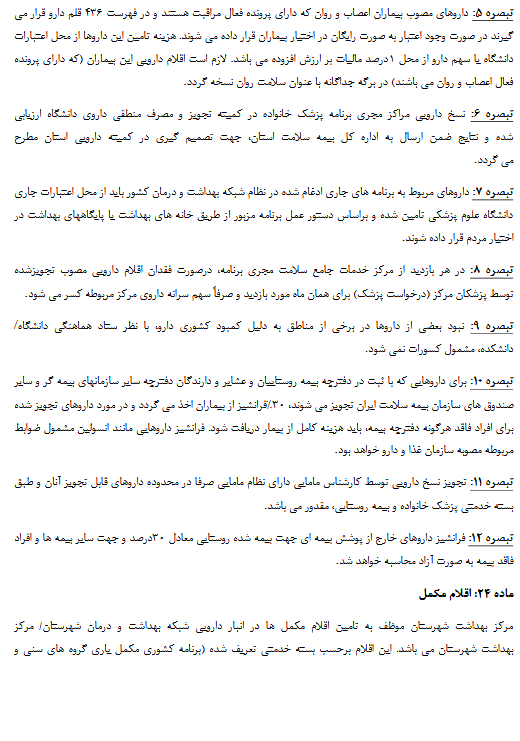 تبصره ۵: داروهای مصوب بیماران اعصاب و روان که دارای پرونده فعال مراقبت هستند و در فهرست ۴۳۶ قلم دارو قرار می
گیرند در صورت وجود اعتبار به صورت رایگان در اختیار بیماران قرار داده می شوند. هزینه تامین این داروها از محل اعتبارات
دانشگاه یا سهم دارو از محل ۱درصد مالیات بر ارزش افزوده می باشد. لازم است اقلام دارویی این بیماران (که دارای پرونده
فعال اعصاب و روان می باشند) در برگه جداگانه با عنوان سلامت روان نسخه گردد.
تبصره ۶: نسخ دارویی مراکز مجری برنامه پزشک خانواده در کمیته تجویز و مصرف منطقی داروی دانشگاه ارزیابی
شده و نتایج ضمن ارسال به اداره کل بیمه سلامت استان، جهت تصمیم گیری در کمیته دارویی استان مطرح
می گردد.
تبصره ۷: داروهای مربوط به برنامه های جاری ادغام شده در نظام شبکه بهداشت و درمان کشور باید از محل اعتبارات جاری
دانشگاه علوم پزشکی تامین شده و براساس دستور عمل برنامه مزبور از طریق خانه های بهداشت یا پایگاههای بهداشت در
اختیار مردم قرار داده شوند.
تبصره ۸: در هر بازدید از مرکز خدمات جامع سلامت مجری برنامه، درصورت فقدان اقلام دارویی مصوب تجویزشده
توسط پزشکان مرکز (درخواست پزشک) برای همان ماه مورد بازدید و صرفاً سهم سرانه داروی مرکز مربوطه کسر می شود.
تبصره ۹: نبود بعضی از داروها در برخی از مناطق به دلیل کمبود کشوری دارو، با نظر ستاد هماهنگی دانشگاه/
دانشکده، مشمول کسورات نمی شود.
تبصره ۱۰: برای داروهایی که با ثبت در دفترچه بیمه روستاییان و عشایر و دارندگان دفترچه سایر سازمانهای بیمه گر و سایر
صندوق های سازمان بیمه سلامت ایران تجویز می شوند، ۳۰٪فرانشیز از بیماران اخذ می گردد و در مورد داروهای تجویز شده
برای افراد فاقد هرگونه دفترچه بیمه، باید هزینه کامل از بیمار دریافت شود. فرانشیز داروهایی مانند انسولین مشمول ضوابط
مربوطه مصوبه سازمان غذا و دارو خواهد بود.
تبصره ۱۱: تجویز نسخ دارویی توسط کارشناس مامایی دارای نظام مامایی صرفا در محدوده داروهای قابل تجویز آنان و طبق
بسته خدمتی پزشک خانواده و بیمه روستایی، مقدور می باشد.
تبصره ۱۲: فرانشیز داروهای خارج از پوشش بیمه ای جهت بیمه شده روستایی معادل ۳۰درصد و جهت سایر بیمه ها و افراد
فاقد بیمه به صورت آزاد محاسبه خواهد شد.
ماده ۲۴: اقلام مکمل
مرکز بهداشت شهرستان موظف به تامین اقلام مکمل ها در انبار دارویی شبکه بهداشت و درمان شهرستان/ مرکز
بهداشت شهرستان می باشد. این اقلام برحسب بسته خدمتی تعریف شده (برنامه کشوری مکمل یاری گروه های سنی و